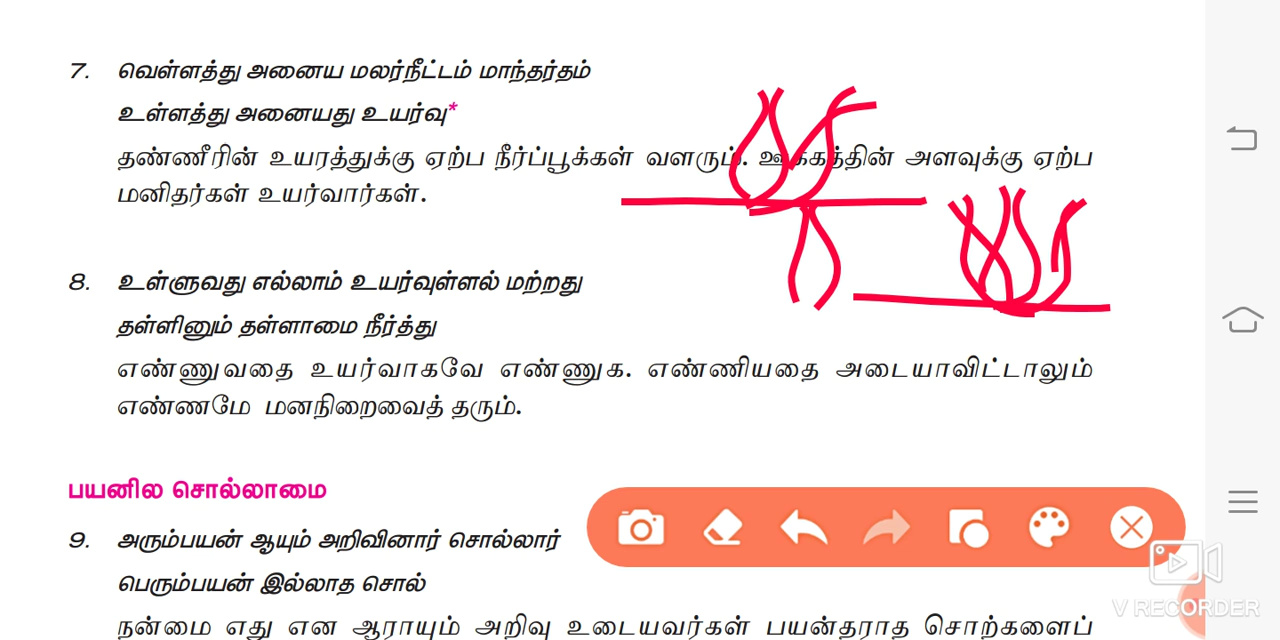 7. வெள்ளத்து அனைய மலர்நீட்டம் மாந்தர்தம்
உள்ளத்து அனையது உயர்வு*
தண்ணீரின் உயரத்துக்கு ஏற்ப நீர்ப்பூக்கள் வளரும். ஊக்கத்தின் அளவுக்கு ஏற்ப
மனிதர்கள் உயர்வார்கள்.
8. உள்ளுவது எல்லாம் உயர்வுள்ளல் மற்றது
தள்ளினும் தள்ளாமை நீர்த்து
எண்ணுவதை உயர்வாகவே எண்ணுக. எண்ணியதை அடையாவிட்டாலும்
எண்ணமே மனநிறைவைத் தரும்.
பயனில சொல்லாமை
9. அரும்பயன் ஆயும் அறிவினார் சொல்லார்
பெரும்பயன் இல்லாத சொல்
நன்மை எது என ஆராயும் அறிவு உடையவர்கள் பயன்தராத சொற்களைப்
V RECORDER